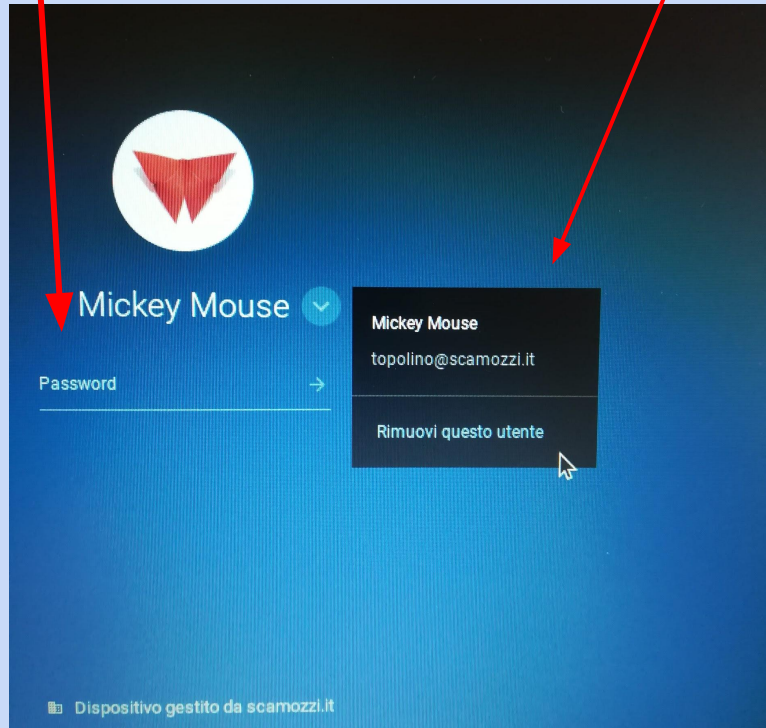 Mickey Mouse
Password
Mickey Mouse
topolino@scamozzi.it
Rimuovi questo utente
Dispositivo gestito da scamozzi.it